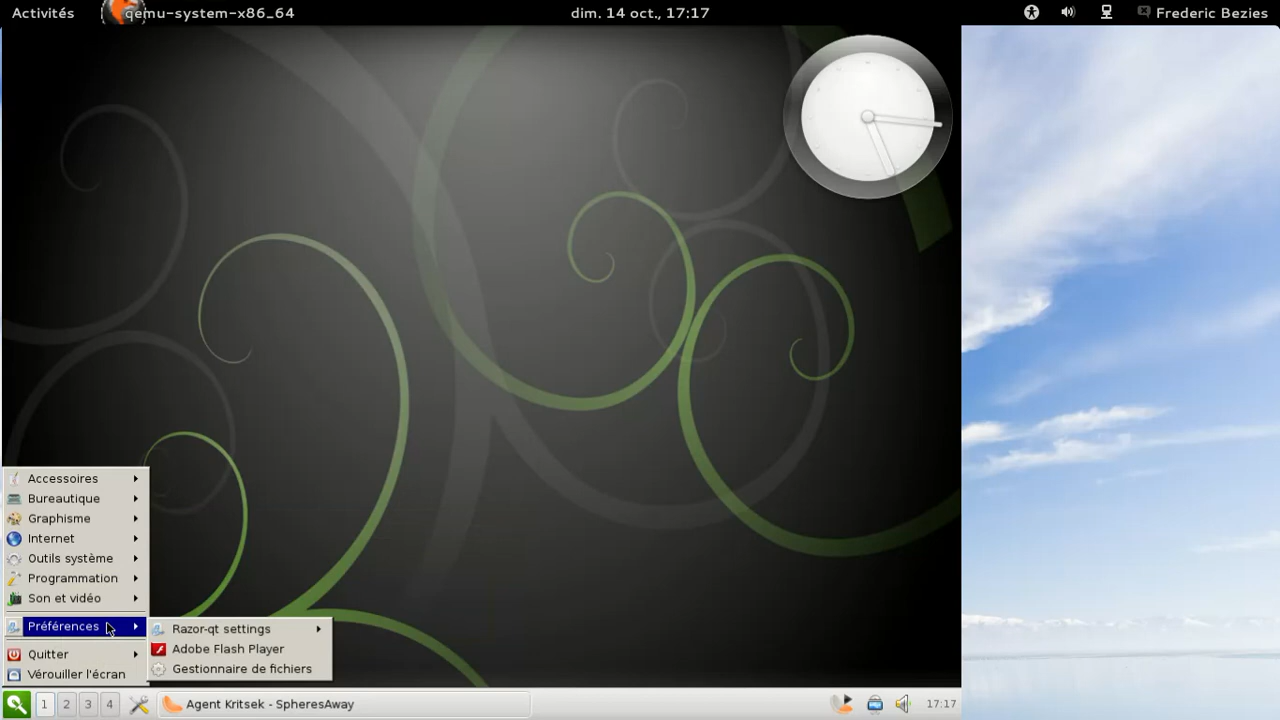 Activités qemu-system-x86_64 dim. 14 oct., 17:17 Frederic Bezies
Accessoires
Bureautique
Graphisme
Internet
Outils système
Programmation
Son et vidéo
Préférences
Quitter
Vérouiller l'écran
Razor-qt settings
Adobe Flash Player
Gestionnaire de fichiers
1 2 3 4 Agent Kritsek - SpheresAway 17:17